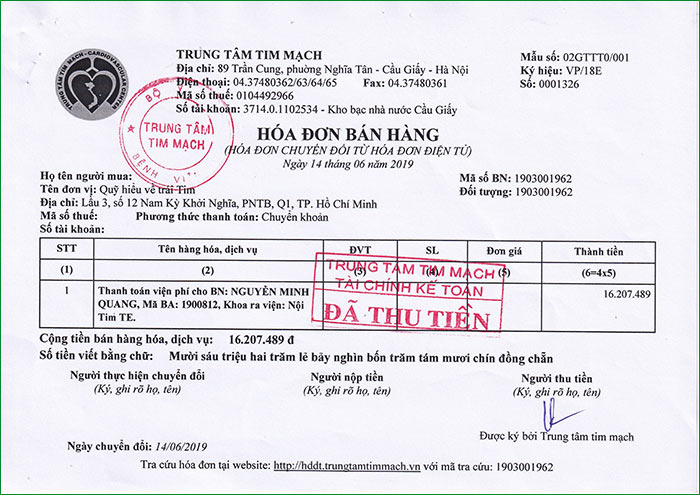 TRUNG TÂM TIM MẠCH - CARDIOVASCULAR CENTER
TRUNG TÂM TIM MẠCH
Địa chỉ: 89 Trần Cung, phường Nghĩa Tân - Cầu Giấy - Hà Nội
Điện thoại: 04.37480362/63/64/65 Fax: 04.37480361
Mã số thuế: 0104492966
Số tài khoản: 3714.0.1102534 - Kho bạc nhà nước Cầu Giấy
Mẫu số: 02GTTT0/001
Ký hiệu: VP/18E
Số: 0001326
BỘ
TRUNG TÂM
TIM MẠCH
BỆNH VIỆ
HÓA ĐƠN BÁN HÀNG
(HÓA ĐƠN CHUYỂN ĐỔI TỪ HÓA ĐƠN ĐIỆN TỬ)
Ngày 14 tháng 06 năm 2019
Họ tên người mua:
Mã số BN: 1903001962
Tên đơn vị: Quỹ hiểu về trái Tim
Đối tượng: 1903001962
Địa chỉ: Lầu 3, số 12 Nam Kỳ Khởi Nghĩa, PNTB, Q1, TP. Hồ Chí Minh
Mã số thuế: Phương thức thanh toán: Chuyển khoản
Số tài khoản:
STT Tên hàng hóa, dịch vụ ĐVT SL Đơn giá Thành tiền
(1) (2) (3) (4) (5) (6=4x5)
1 Thanh toán viện phí cho BN: NGUYỄN MINH 16.207.489
QUANG, Mã BA: 1900812, Khoa ra viện: Nội
Tim TE.
TRUNG TÂM TIM MẠCH
TÀI CHÍNH KẾ TOÁN
ĐÃ THU TIỀN
Cộng tiền bán hàng hóa, dịch vụ: 16.207.489 đ
Số tiền viết bằng chữ: Mười sáu triệu hai trăm lẻ bảy nghìn bốn trăm tám mươi chín đồng chẵn
Người thực hiện chuyển đổi Người nộp tiền Người thu tiền
(Ký, ghi rõ họ, tên) (Ký, ghi rõ họ, tên) (Ký, ghi rõ họ, tên)
Được ký bởi Trung tâm tim mạch
Ngày chuyển đổi: 14/06/2019
Tra cứu hóa đơn tại website: http://hddt.trungtamtimmach.vn với mã tra cứu: 1903001962